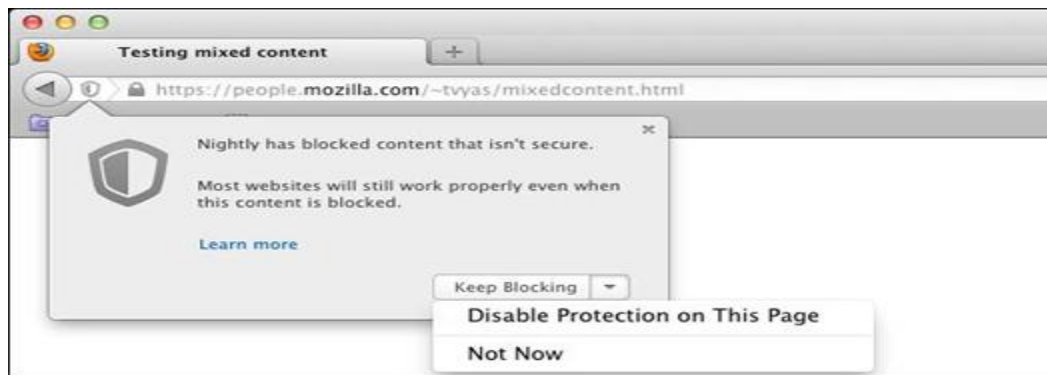 Testing mixed content
https://people.mozilla.com/~tvyas/mixedcontent.html
Nightly has blocked content that isn't secure.
Most websites will still work properly even when
this content is blocked.
Learn more
Keep Blocking
Disable Protection on This Page
Not Now